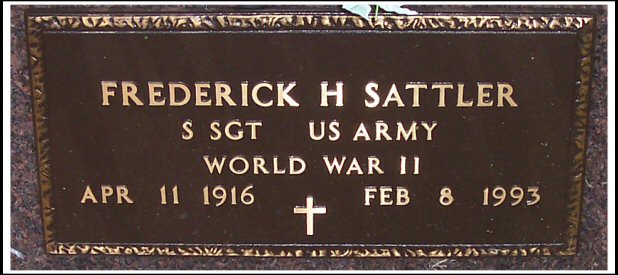 FREDERICK H SATTLER
S SGT US ARMY
WORLD WAR II
APR 11 1916 FEB 8 1993